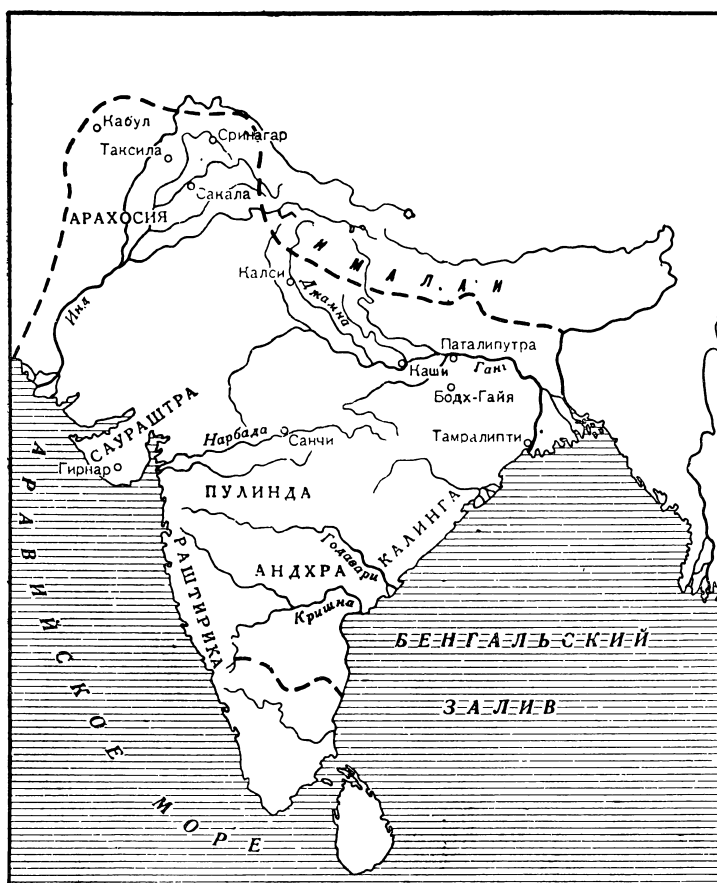 Кабул
Сринагар
Таксила
Сакала
АРАХОСИЯ
ГИМАЛАИ
Калси
Джамна
Инд
Паталипутра
Каши
Ганг
Бодх-Гайя
САУРАШТРА
Нарбада
Санчи
Тамралипти
Гирнар
ПУЛИНДА
КАЛИНГА
Годавари
РАШТИРИКА
АНДХРА
Кришна
БЕНГАЛЬСКИЙ
ЗАЛИВ
АРАВИЙСКОЕ
МОРЕ